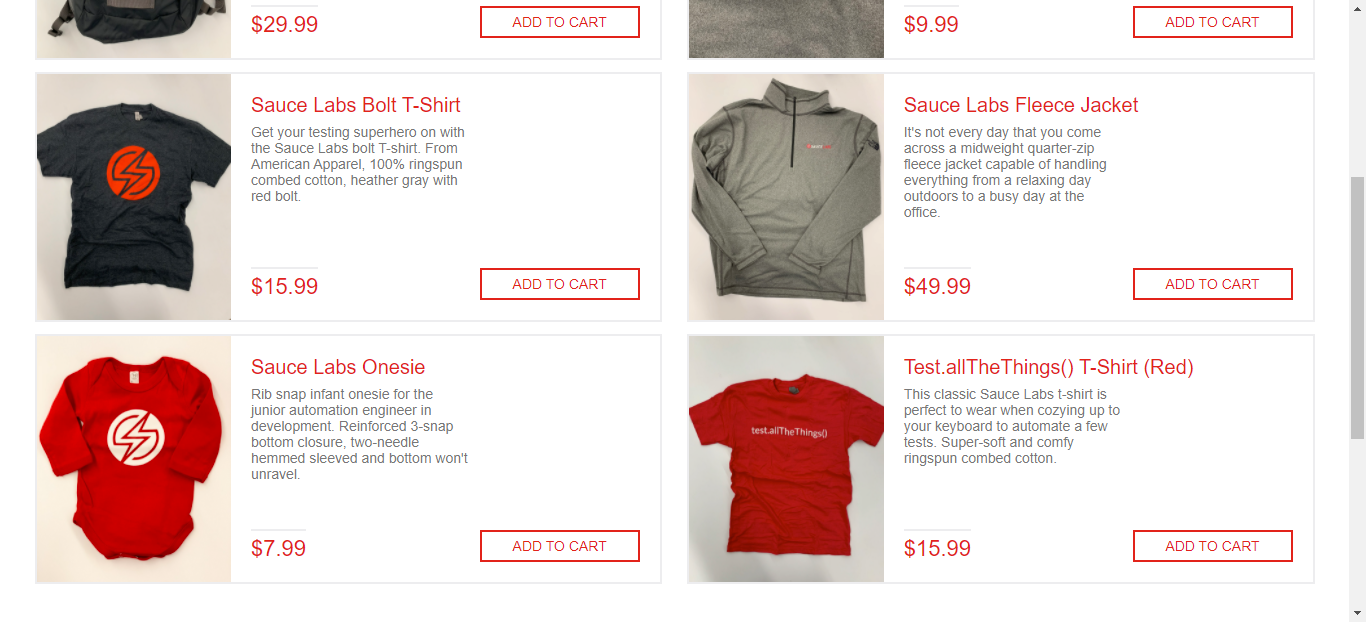 $29.99
ADD TO CART
$9.99
ADD TO CART
Sauce Labs Bolt T-Shirt
Get your testing superhero on with
the Sauce Labs bolt T-shirt. From
American Apparel, 100% ringspun
combed cotton, heather gray with
red bolt.
$15.99
ADD TO CART
Sauce Labs Fleece Jacket
It's not every day that you come
across a midweight quarter-zip
fleece jacket capable of handling
everything from a relaxing day
outdoors to a busy day at the
office.
$49.99
ADD TO CART
Sauce Labs Onesie
Rib snap infant onesie for the
junior automation engineer in
development. Reinforced 3-snap
bottom closure, two-needle
hemmed sleeved and bottom won't
unravel.
$7.99
ADD TO CART
test.allTheThings()
Test.allTheThings() T-Shirt (Red)
This classic Sauce Labs t-shirt is
perfect to wear when cozying up to
your keyboard to automate a few
tests. Super-soft and comfy
ringspun combed cotton.
$15.99
ADD TO CART